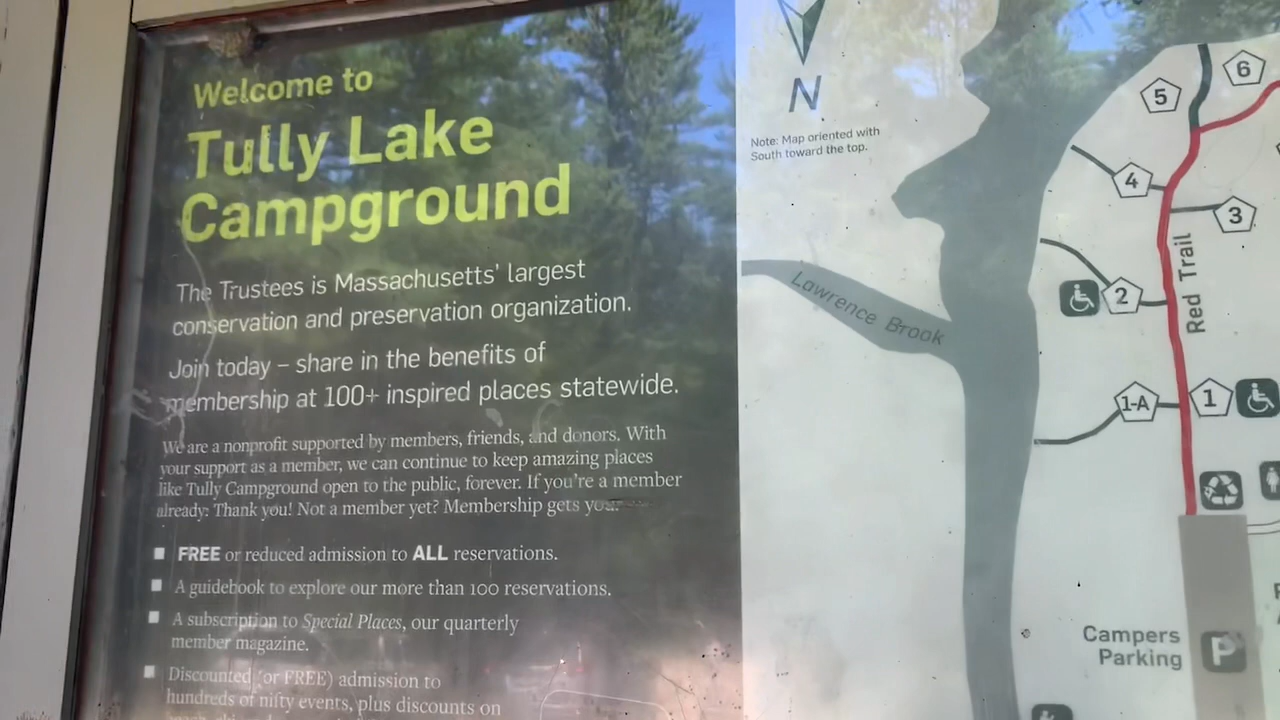 Welcome to
Tully Lake
Campground
The Trustees is Massachusetts' largest
conservation and preservation organization.
Join today – share in the benefits of
membership at 100+ inspired places statewide.
We are a nonprofit supported by members, friends, and donors. With
your support as a member, we can continue to keep amazing places
like Tully Campground open to the public, forever. If you're a member
already: Thank you! Not a member yet? Membership gets you:
■ FREE or reduced admission to ALL reservations.
■ A guidebook to explore our more than 100 reservations.
■ A subscription to Special Places, our quarterly
member magazine.
■ Discounted (or FREE) admission to
hundreds of nifty events, plus discounts on
N
Note: Map oriented with
South toward the top.
5
6
4
3
Lawrence Brook
2
Red Trail
1-A
1
Campers
Parking
P